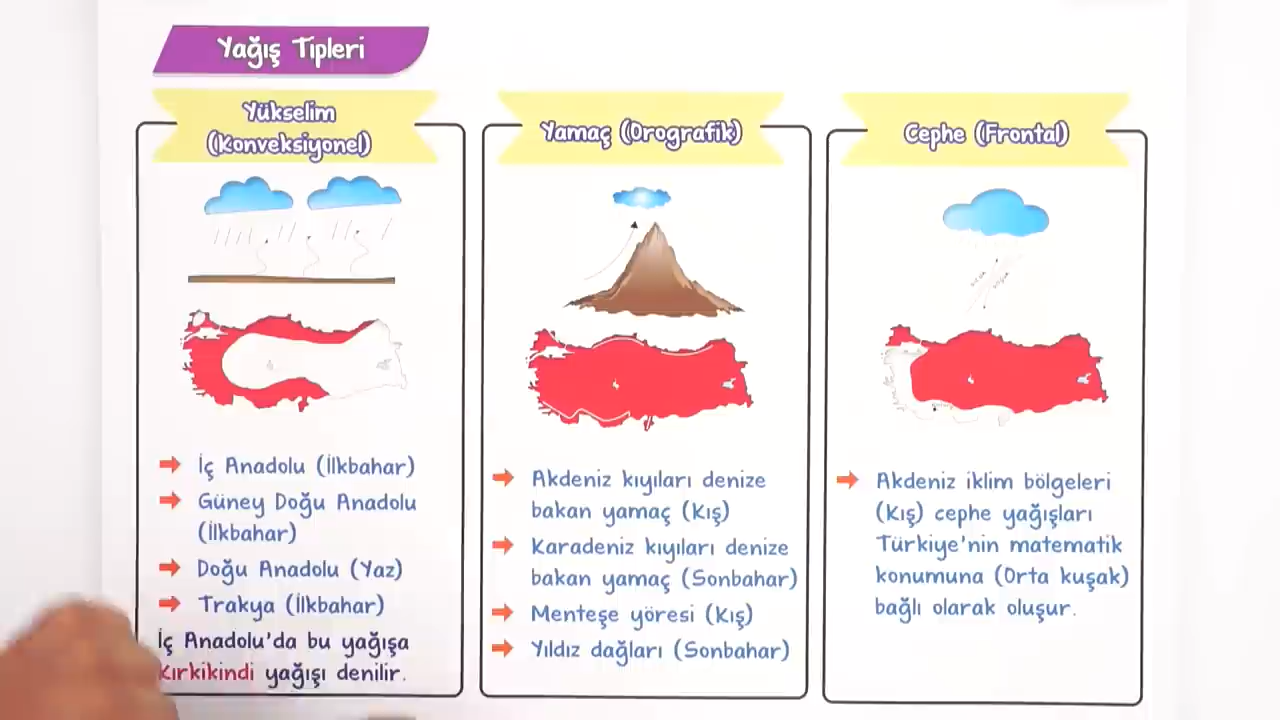 Yağış Tipleri
Yükselim
(Konveksiyonel)
İç Anadolu (İlkbahar)
Güney Doğu Anadolu
(İlkbahar)
Doğu Anadolu (Yaz)
Trakya (İlkbahar)
İç Anadolu'da bu yağışa
Kırkikindi yağışı denilir.
Yamaç (Orografik)
Akdeniz kıyıları denize
bakan yamaç (Kış)
Karadeniz kıyıları denize
bakan yamaç (Sonbahar)
Menteşe yöresi (Kış)
Yıldız dağları (Sonbahar)
Cephe (Frontal)
Akdeniz iklim bölgeleri
(Kış) cephe yağışları
Türkiye'nin matematik
konumuna (Orta kuşak)
bağlı olarak oluşur.